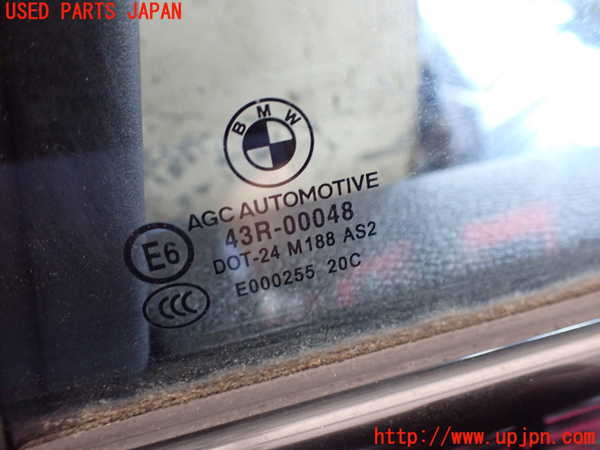 USED PARTS JAPAN
BMW
AGC AUTOMOTIVE
43R-00048
E6
DOT-24 M188 AS2
E000255 20C
CCC
http://www.upjpn.com/